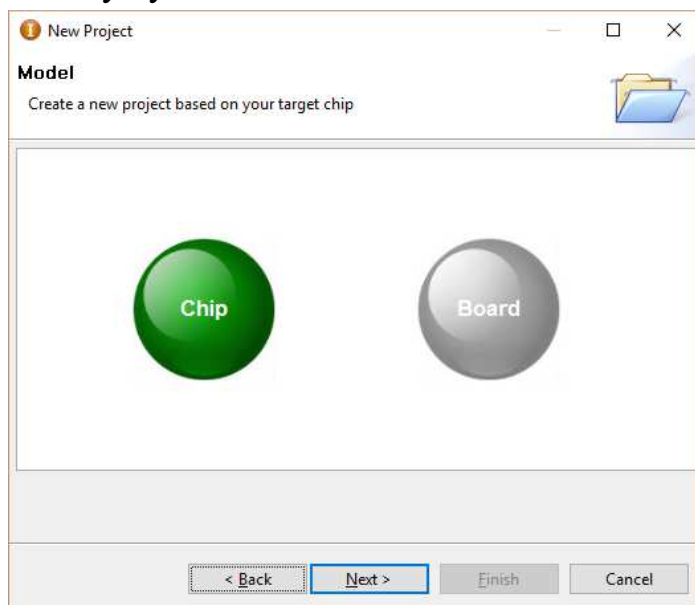 New Project
Model
Create a new project based on your target chip
Chip
Board
< Back
Next >
Finish
Cancel